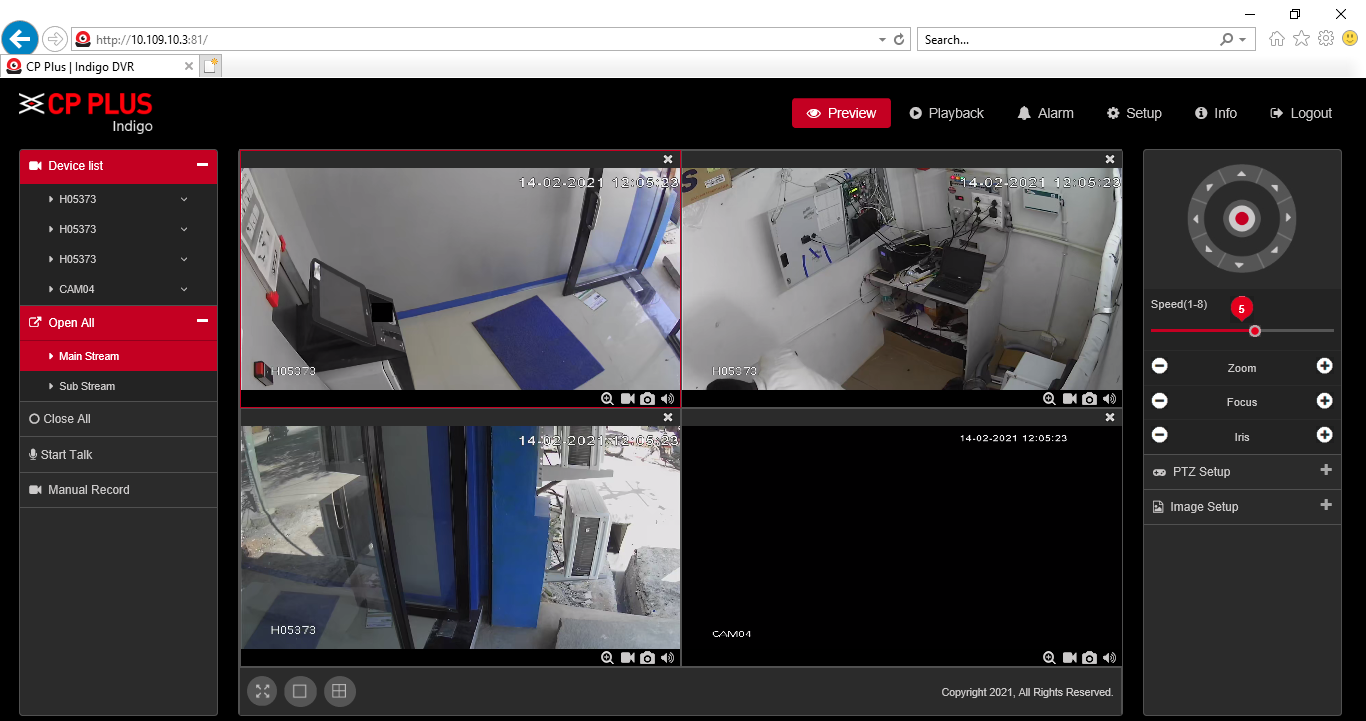 http://10.109.10.3:81/
Search...
CP Plus | Indigo DVR
CP PLUS
Indigo
Preview
Playback
Alarm
Setup
Info
Logout
Device list
H05373
H05373
H05373
CAM04
Open All
Main Stream
Sub Stream
Close All
Start Talk
Manual Record
14-02-2021 12:05:23
H05373
14-02-2021 12:05:23
H05373
14-02-2021 12:05:23
H05373
14-02-2021 12:05:23
CAM04
Speed(1-8)
5
Zoom
Focus
Iris
PTZ Setup
Image Setup
Copyright 2021, All Rights Reserved.